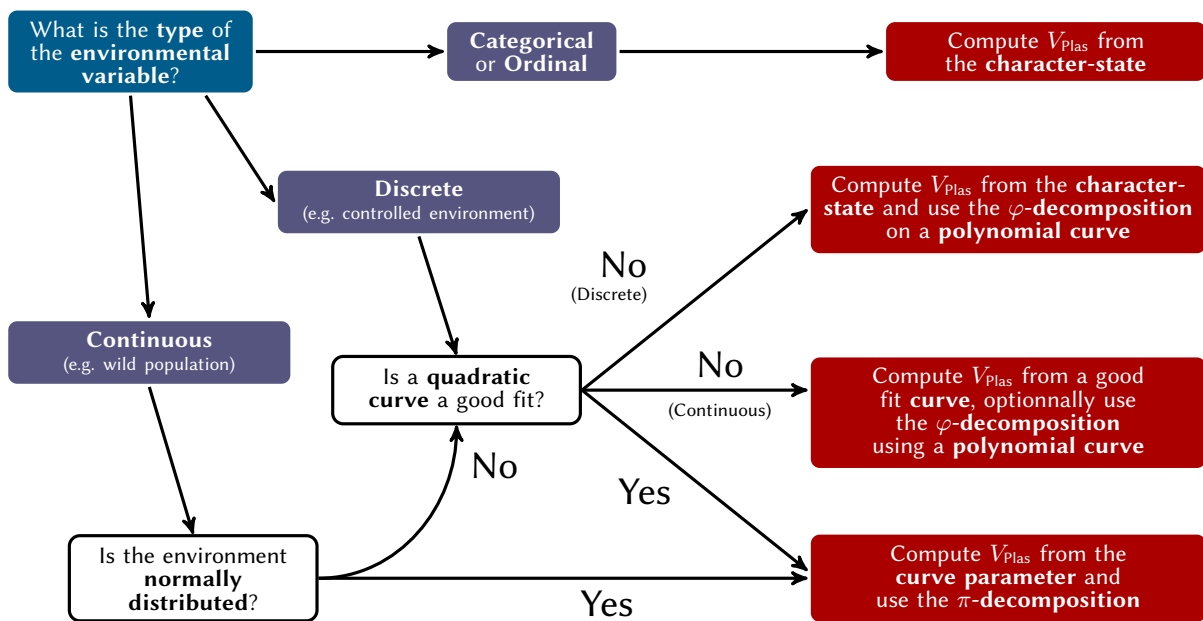 What is the type of
the environmental
variable?
Categorical
or Ordinal
Compute V_Plas from
the character-state
Discrete
(e.g. controlled environment)
Compute V_Plas from the character-
state and use the φ-decomposition
on a polynomial curve
No
(Discrete)
Continuous
(e.g. wild population)
Is a quadratic
curve a good fit?
No
(Continuous)
Compute V_Plas from a good
fit curve, optionnally use
the φ-decomposition
using a polynomial curve
No
Yes
Is the environment
normally
distributed?
Yes
Compute V_Plas from the
curve parameter and
use the π-decomposition